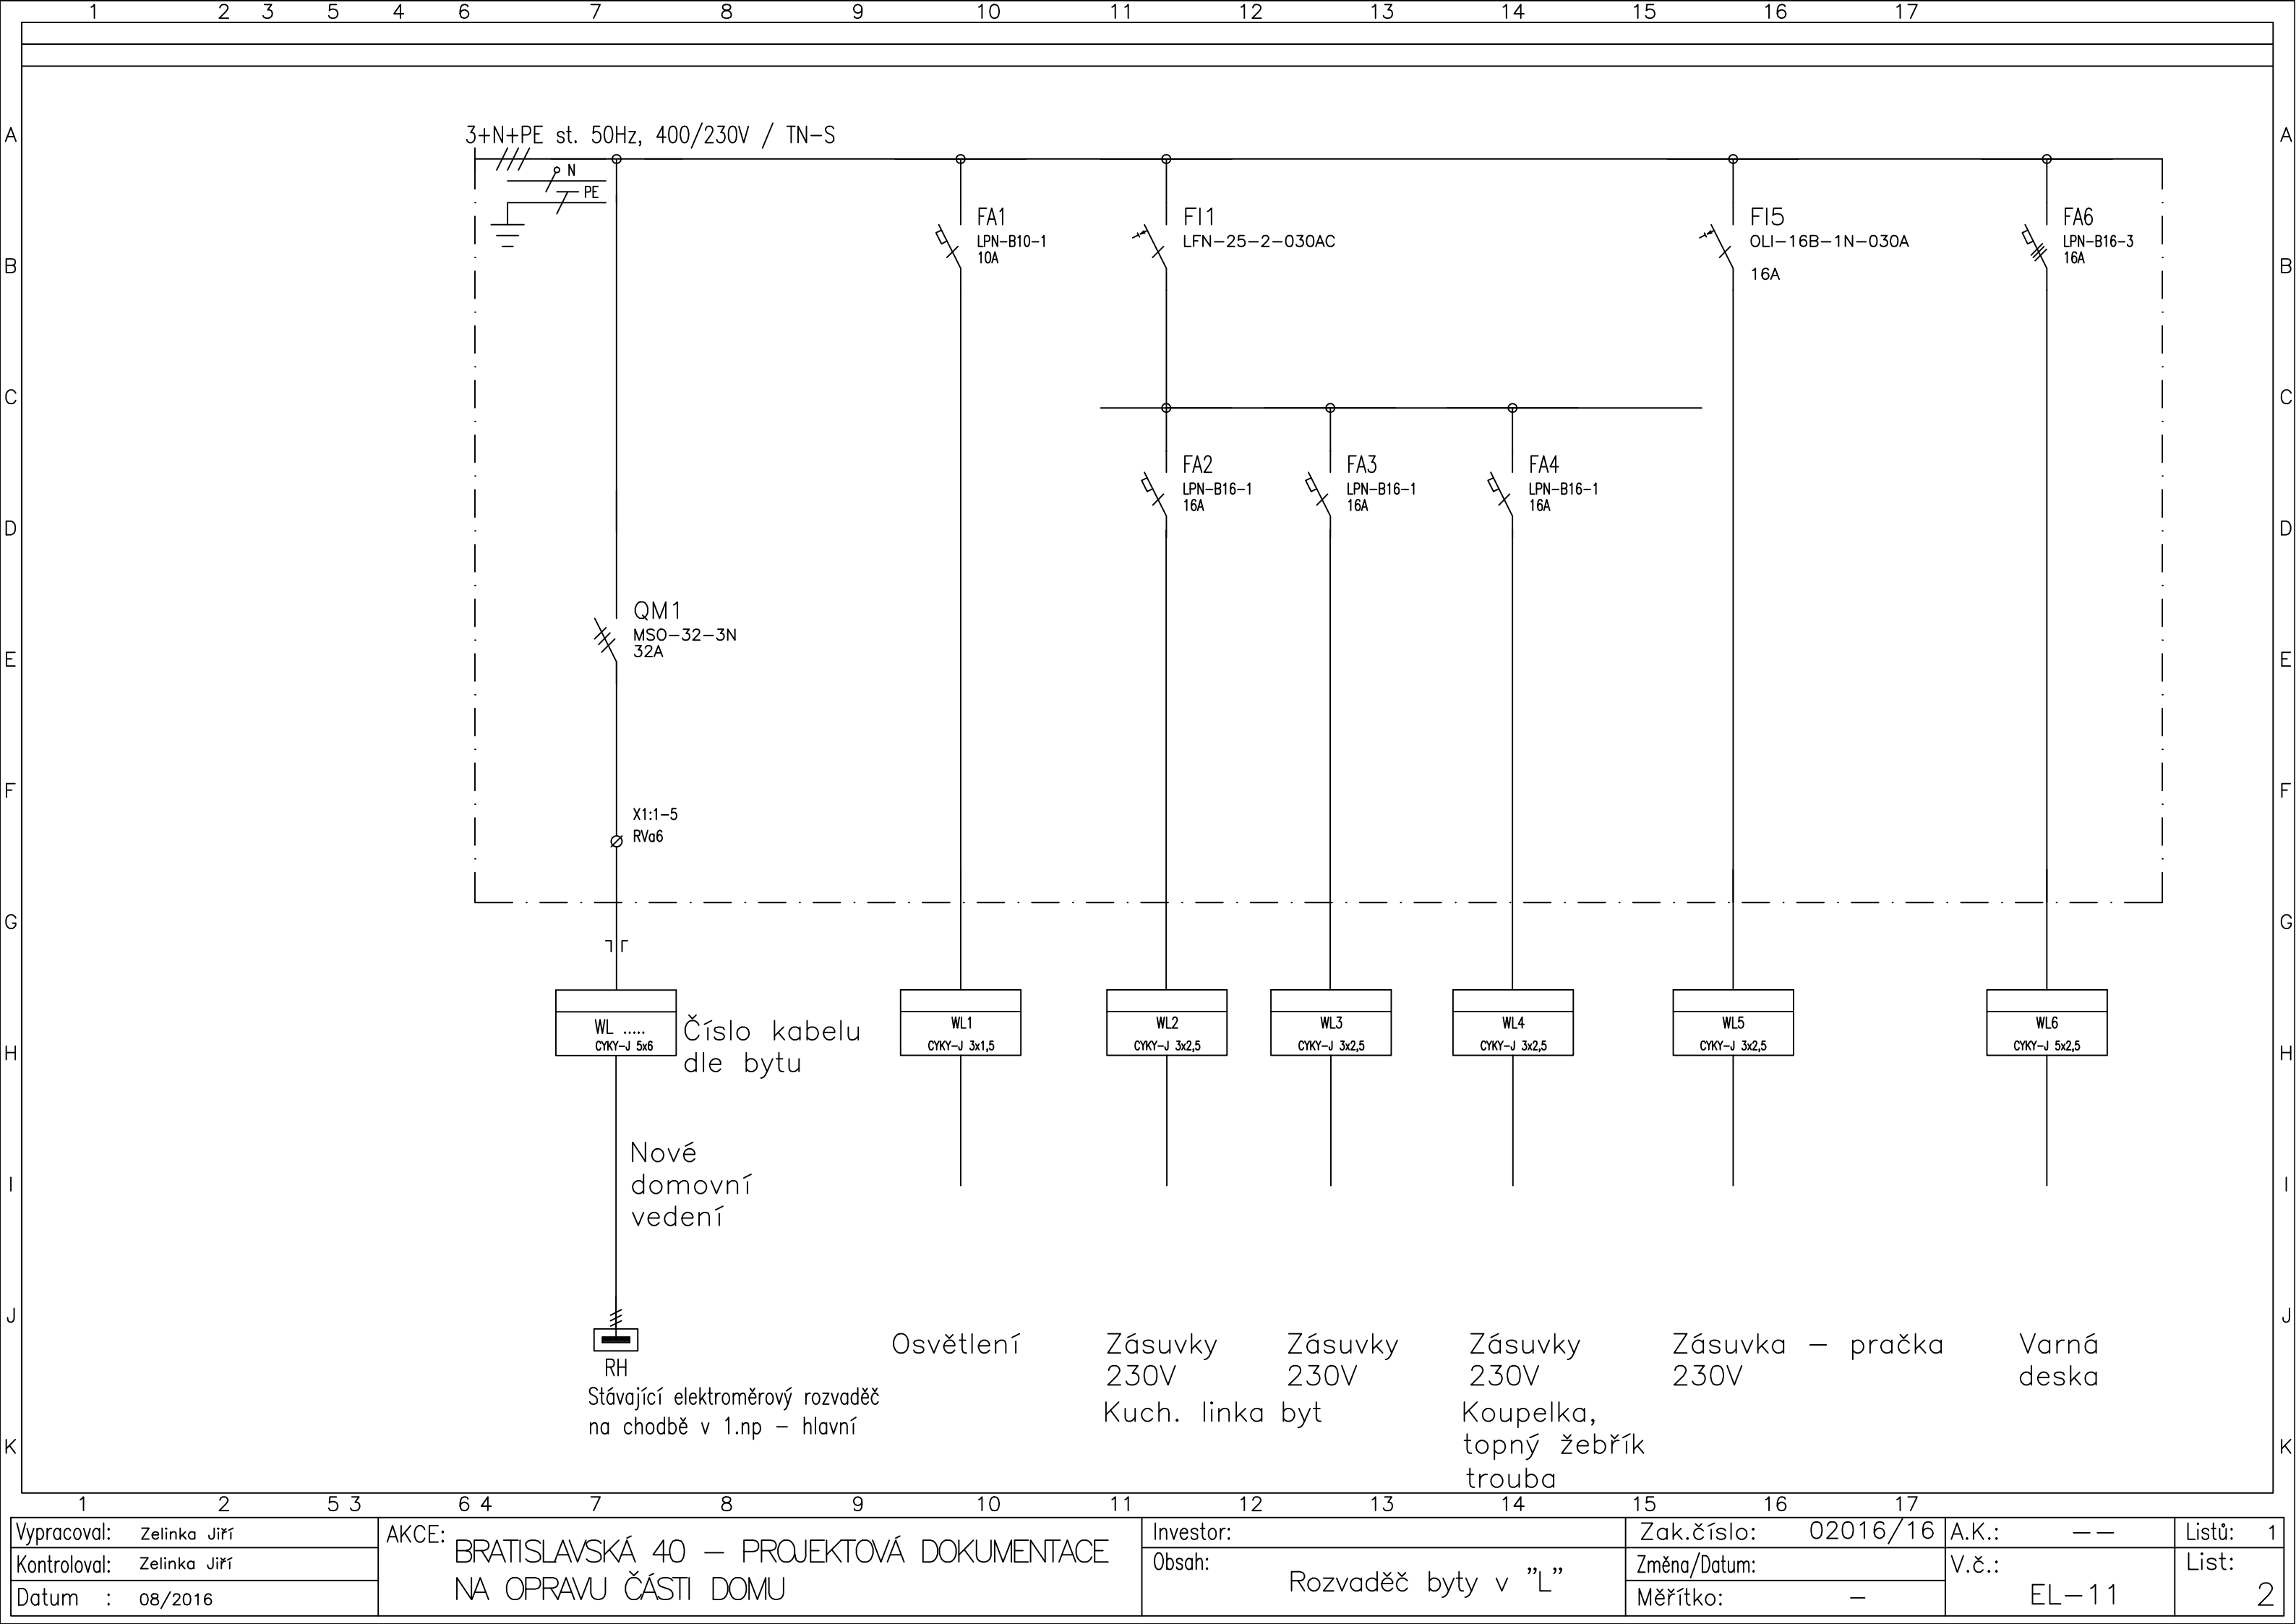 1 2 3 5 4 6 7 8 9 10 11 12 13 14 15 16 17
A A
3+N+PE st. 50Hz, 400/230V / TN-S
N
PE
B B
FA1
LPN-B10-1
10A
FI1
LFN-25-2-030AC
FI5
OLI-16B-1N-030A
16A
FA6
LPN-B16-3
16A
C C
FA2
LPN-B16-1
16A
FA3
LPN-B16-1
16A
FA4
LPN-B16-1
16A
D D
QM1
MSO-32-3N
32A
E E
F F
X1:1-5
RVa6
G G
WL .....
CYKY-J 5x6
Číslo kabelu
dle bytu
WL1
CYKY-J 3x1,5
WL2
CYKY-J 3x2,5
WL3
CYKY-J 3x2,5
WL4
CYKY-J 3x2,5
WL5
CYKY-J 3x2,5
WL6
CYKY-J 5x2,5
H H
Nové
domovní
vedení
I I
J J
RH
Stávající elektroměrový rozvaděč
na chodbě v 1.np - hlavní
Osvětlení
Zásuvky
230V
Zásuvky
230V
Kuch. linka byt
Zásuvky
230V
Koupelka,
topný žebřík
trouba
Zásuvka - pračka
230V
Varná
deska
K K
1 2 5 3 6 4 7 8 9 10 11 12 13 14 15 16 17
Vypracoval: Zelinka Jiří
Kontroloval: Zelinka Jiří
Datum : 08/2016
AKCE: BRATISLAVSKÁ 40 - PROJEKTOVÁ DOKUMENTACE
NA OPRAVU ČÁSTI DOMU
Investor:
Obsah:
Rozvaděč byty v "L"
Zak.číslo: 02016/16
Změna/Datum:
Měřítko: -
A.K.: --
V.č.:
EL-11
Listů: 1
List:
2